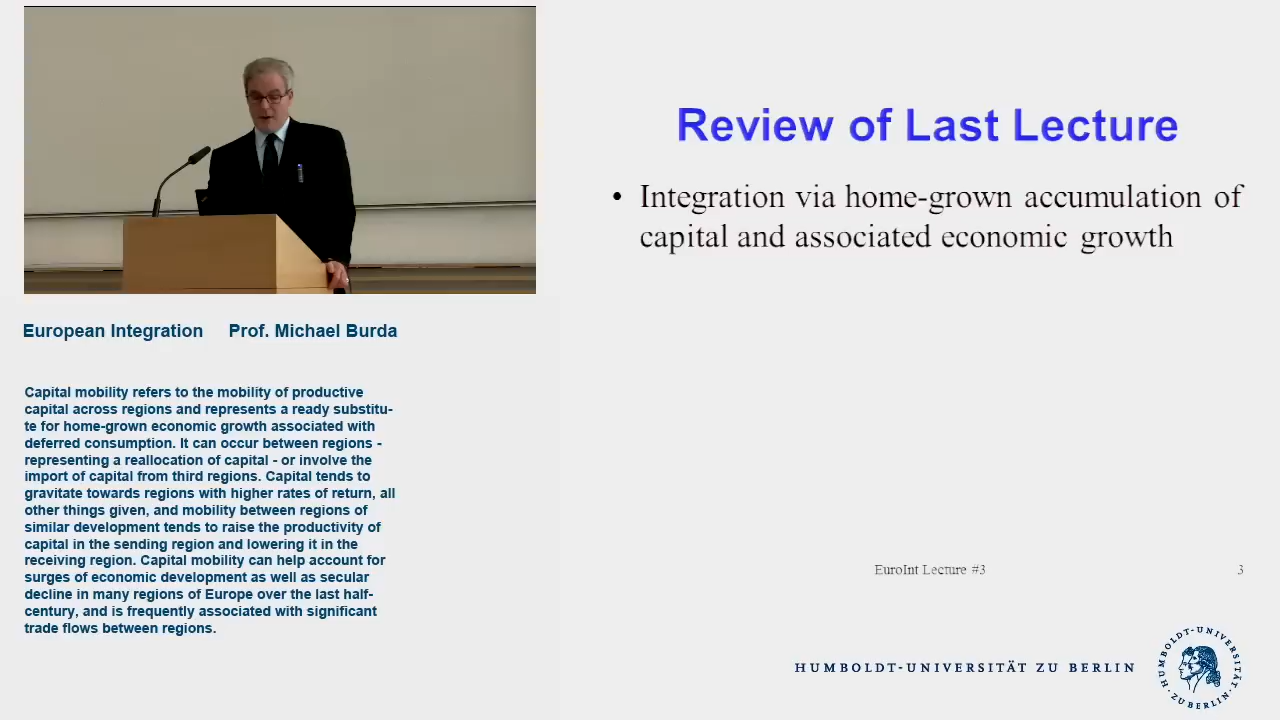 Review of Last Lecture
• Integration via home-grown accumulation of
capital and associated economic growth
European Integration Prof. Michael Burda
Capital mobility refers to the mobility of productive
capital across regions and represents a ready substitu-
te for home-grown economic growth associated with
deferred consumption. It can occur between regions -
representing a reallocation of capital - or involve the
import of capital from third regions. Capital tends to
gravitate towards regions with higher rates of return, all
other things given, and mobility between regions of
similar development tends to raise the productivity of
capital in the sending region and lowering it in the
receiving region. Capital mobility can help account for
surges of economic development as well as secular
decline in many regions of Europe over the last half-
century, and is frequently associated with significant
trade flows between regions.
EuroInt Lecture #3 3
HUMBOLDT-UNIVERSITÄT ZU BERLIN
HUMBOLDT-UNIVERSITÄT · ZU BERLIN ·